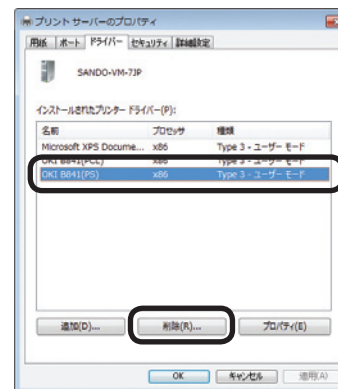 プリント サーバーのプロパティ
用紙 ポート ドライバー セキュリティ 詳細設定
SANDO-VM-7JP
インストールされたプリンター ドライバー(P):
名前 プロセッサ 種類
Microsoft XPS Docume... x86 Type 3 - ユーザー モード
OKI B841(PCL) x86 Type 3 - ユーザー モード
OKI B841(PS) x86 Type 3 - ユーザー モード
追加(D)... 削除(R)... プロパティ(E)
OK キャンセル 適用(A)